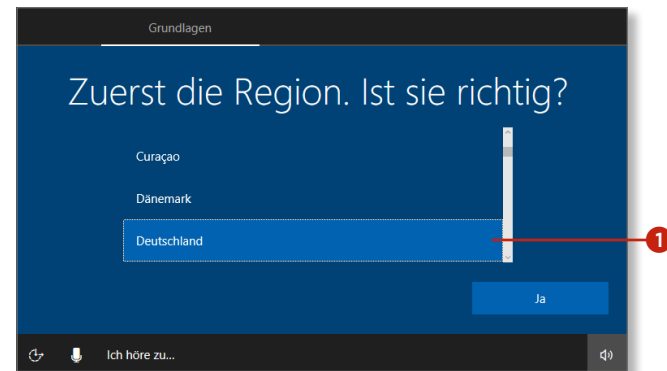 Grundlagen
Zuerst die Region. Ist sie richtig?
Curaçao
Dänemark
Deutschland
1
Ja
Ich höre zu...